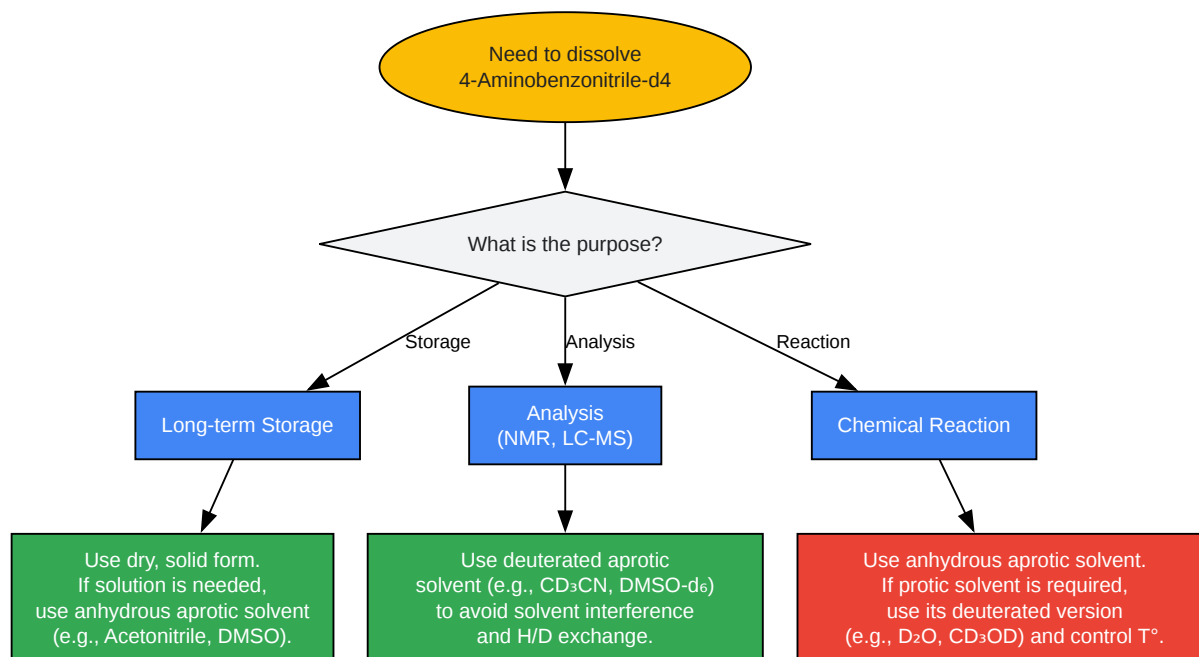 Need to dissolve
4-Aminobenzonitrile-d4
What is the purpose?
Storage
Analysis
Reaction
Long-term Storage
Analysis
(NMR, LC-MS)
Chemical Reaction
Use dry, solid form.
If solution is needed,
use anhydrous aprotic solvent
(e.g., Acetonitrile, DMSO).
Use deuterated aprotic
solvent (e.g., CD₃CN, DMSO-d₆)
to avoid solvent interference
and H/D exchange.
Use anhydrous aprotic solvent.
If protic solvent is required,
use its deuterated version
(e.g., D₂O, CD₃OD) and control T°.